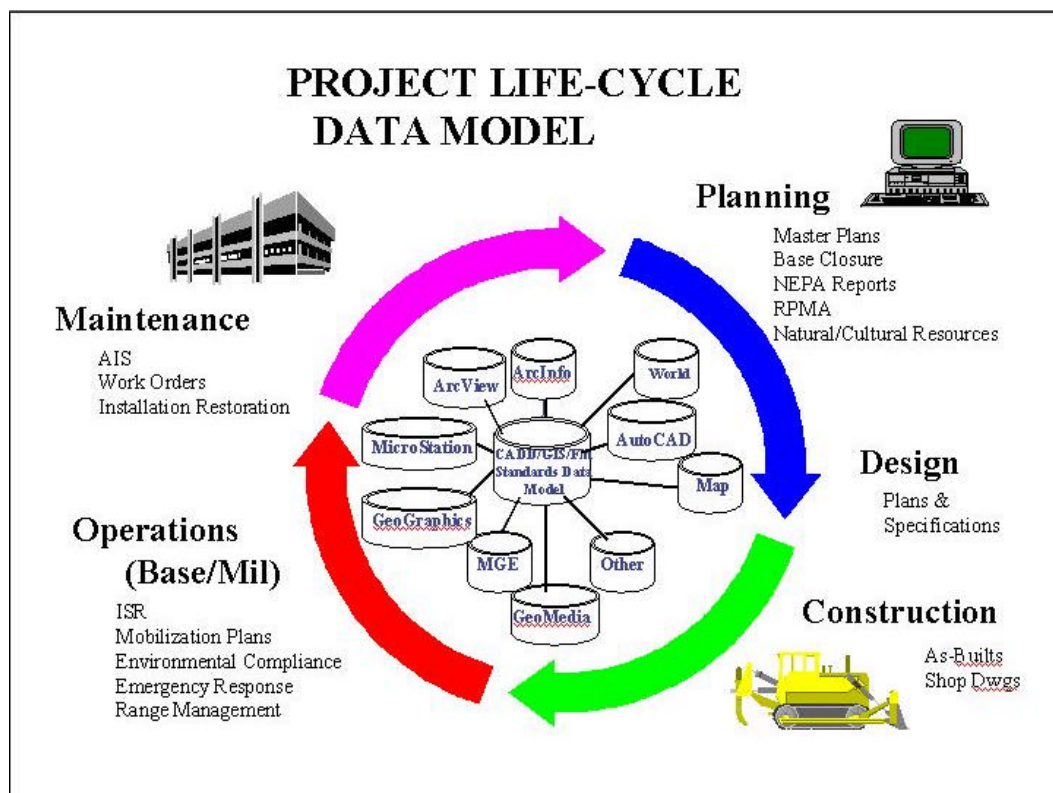 PROJECT LIFE-CYCLE
DATA MODEL
Planning
Master Plans
Base Closure
NEPA Reports
RPMA
Natural/Cultural Resources
Maintenance
AIS
Work Orders
Installation Restoration
ArcView
ArcInfo
World
MicroStation
CADD/GIS/FM
Standards Data
Model
AutoCAD
Map
GeoGraphics
MGE
Other
GeoMedia
Design
Plans &
Specifications
Operations
(Base/Mil)
ISR
Mobilization Plans
Environmental Compliance
Emergency Response
Range Management
Construction
As-Builts
Shop Dwgs